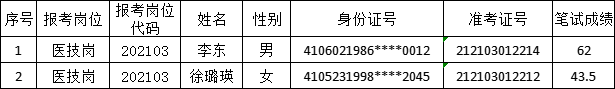 序号 报考岗位 报考岗位代码 姓名 性别 身份证号 准考证号 笔试成绩
1 医技岗 202103 李东 男 4106021986****0012 212103012214 62
2 医技岗 202103 徐璐瑛 女 4105231998****2045 212103012212 43.5